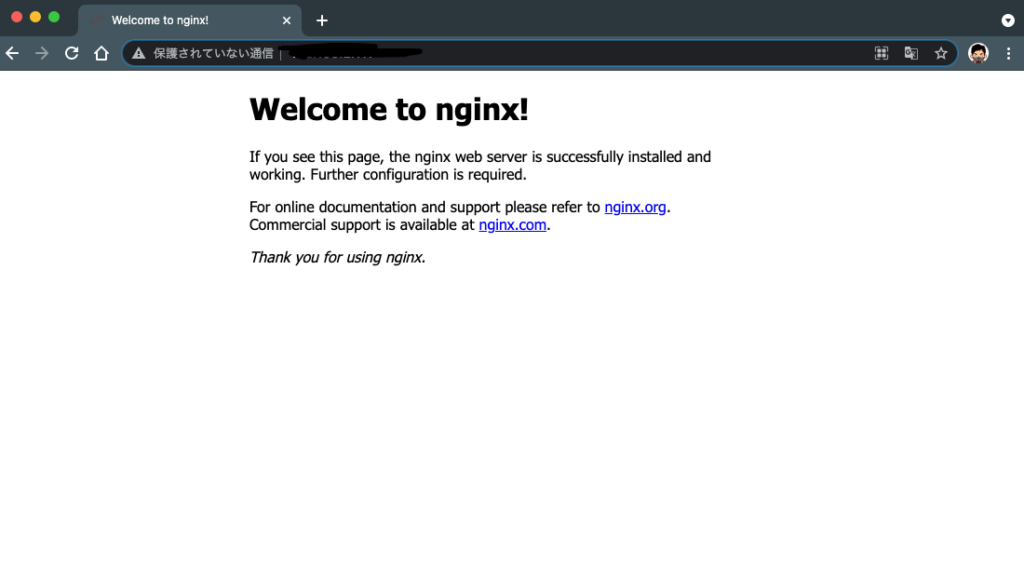 Welcome to nginx!
保護されていない通信
Welcome to nginx!
If you see this page, the nginx web server is successfully installed and
working. Further configuration is required.
For online documentation and support please refer to nginx.org.
Commercial support is available at nginx.com.
Thank you for using nginx.